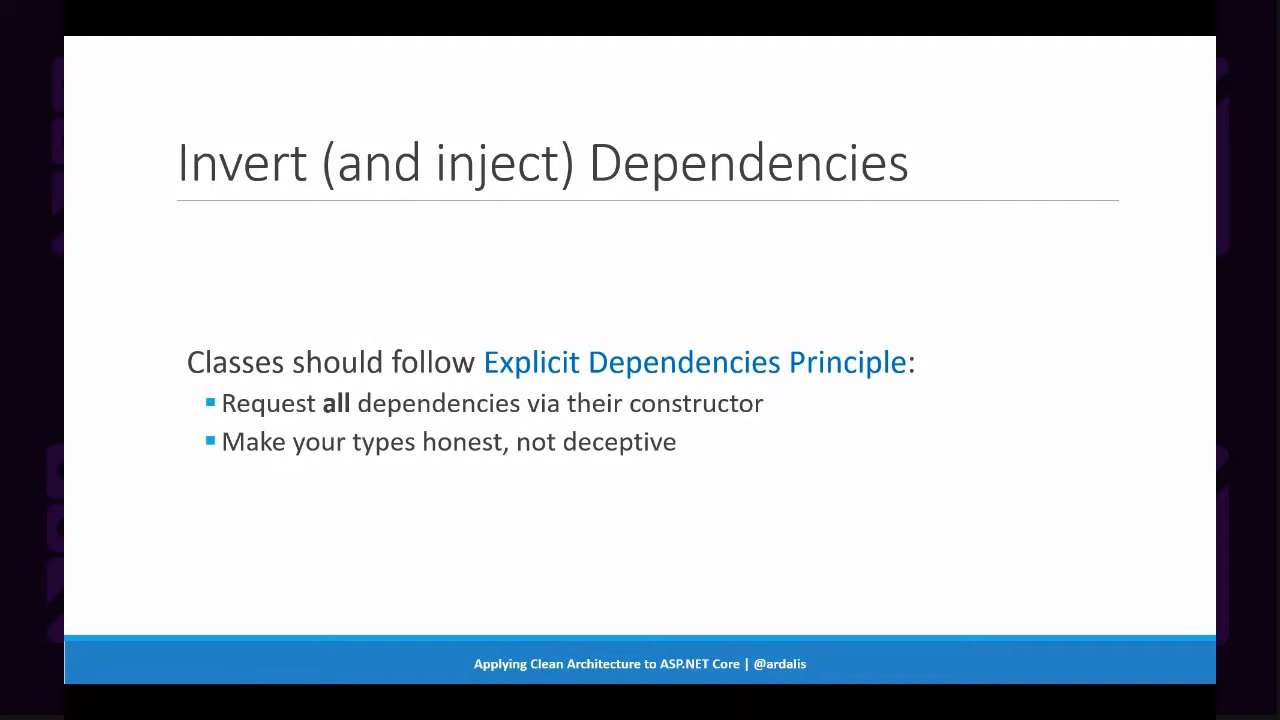 Invert (and inject) Dependencies
Classes should follow Explicit Dependencies Principle:
Request all dependencies via their constructor
Make your types honest, not deceptive
Applying Clean Architecture to ASP.NET Core | @ardalis